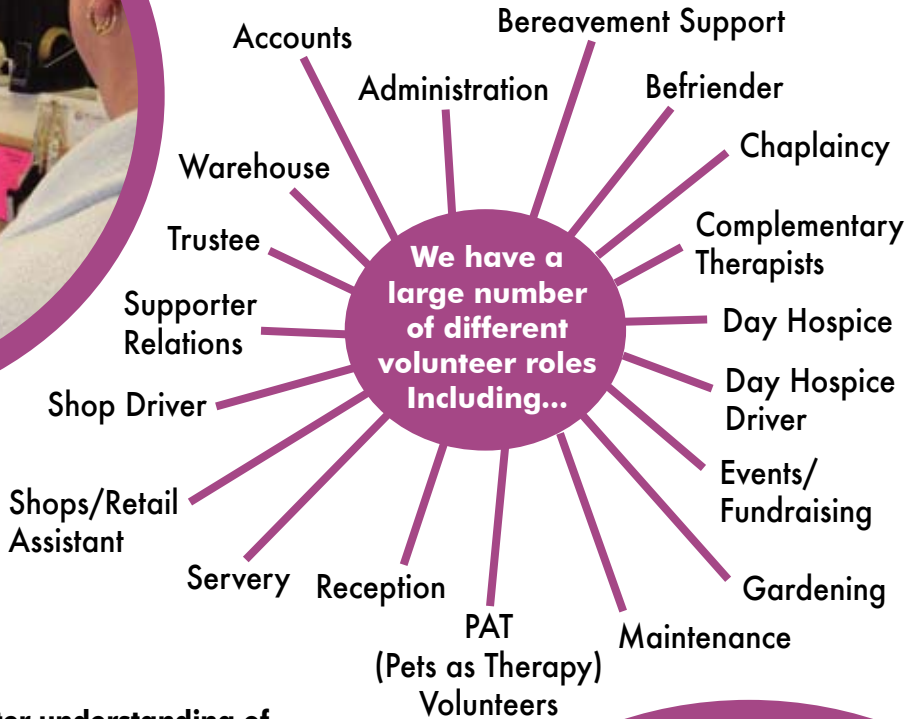 Accounts
Administration
Bereavement Support
Befriender
Chaplaincy
Complementary
Therapists
Day Hospice
Day Hospice
Driver
Events/
Fundraising
Gardening
Maintenance
PAT
(Pets as Therapy)
Volunteers
Reception
Servery
Shops/Retail
Assistant
Shop Driver
Supporter
Relations
Trustee
Warehouse
We have a
large number
of different
volunteer roles
Including...
understanding of